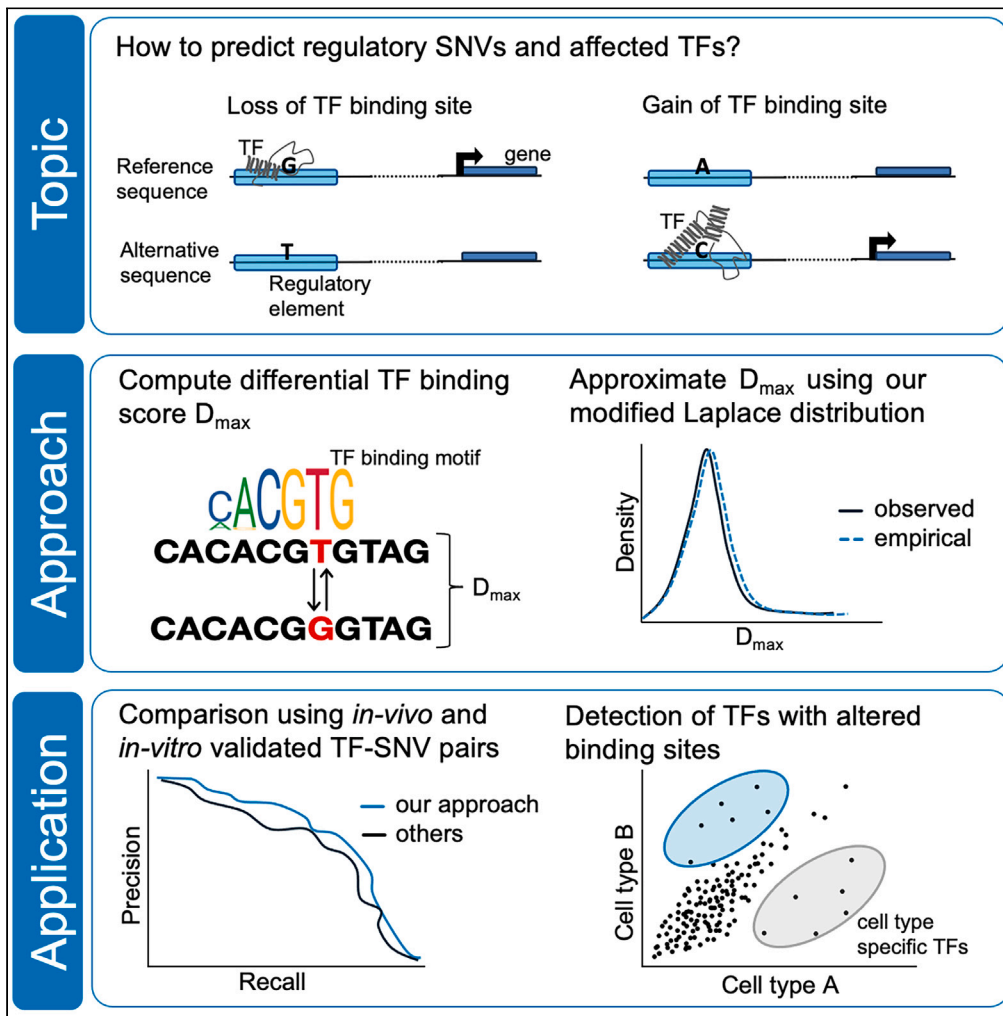 Topic
How to predict regulatory SNVs and affected TFs?
Loss of TF binding site
Reference
sequence
TF
G
gene
Alternative
sequence
T
Regulatory
element
Gain of TF binding site
A
TF
C
Approach
Compute differential TF binding
score Dmax
TF binding motif
CACGTG
CACACGTGTAG
CACACGGGTAG
Dmax
Approximate Dmax using our
modified Laplace distribution
Density
observed
empirical
Dmax
Application
Comparison using in-vivo and
in-vitro validated TF-SNV pairs
our approach
others
Precision
Recall
Detection of TFs with altered
binding sites
Cell type B
cell type
specific TFs
Cell type A